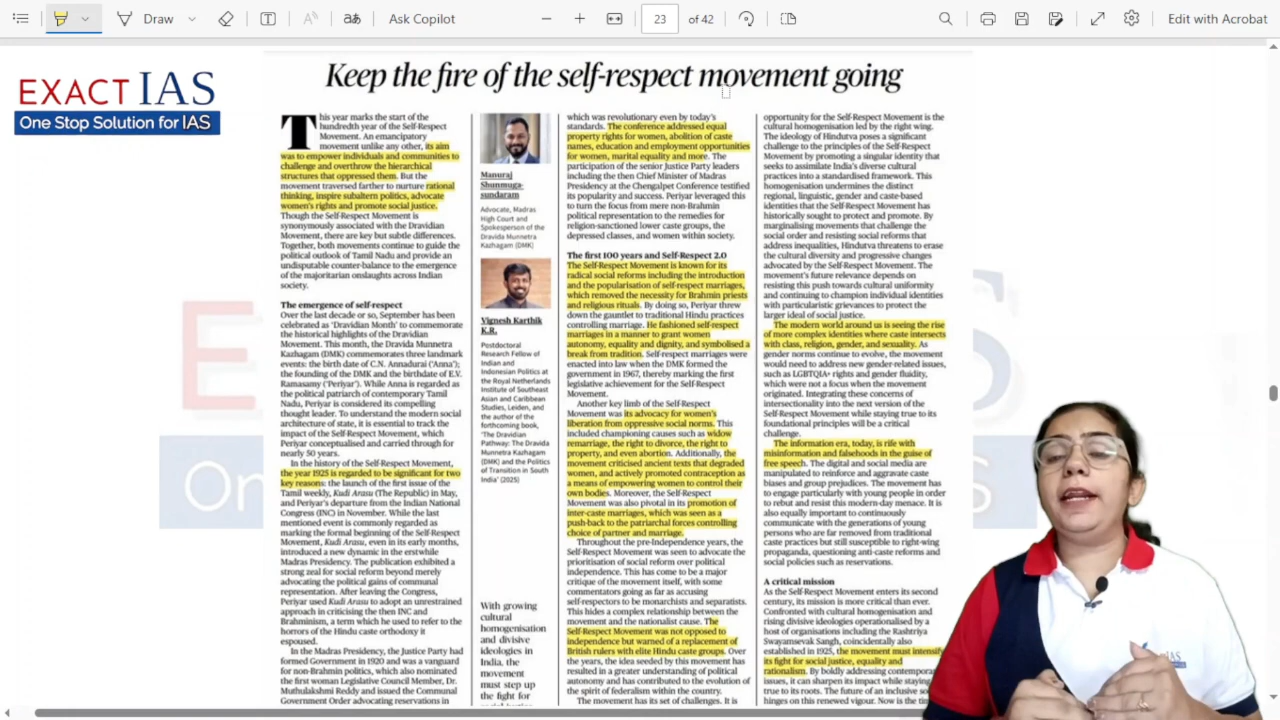 Draw
Ask Copilot
23
of 42
Edit with Acrobat
EXACT IAS
One Stop Solution for IAS
Keep the fire of the self-respect movement going
This year marks the start of the
hundredth year of the Self-Respect
Movement. An emancipatory
movement unlike any other, its aim
was to empower individuals and communities to
challenge and overthrow the hierarchical
structures that oppressed them. But the
movement traversed farther to nurture rational
thinking, inspire subaltern politics, advocate
women's rights and promote social justice.
Though the Self-Respect Movement is
synonymously associated with the Dravidian
Movement, there are key but subtle differences.
Together, both movements continue to guide the
political outlook of Tamil Nadu and provide an
undisputable counter-balance to the emergence
of the majoritarian onslaughts across Indian
society.
The emergence of self-respect
Over the last decade or so, September has been
celebrated as 'Dravidian Month' to commemorate
the historical highlights of the Dravidian
Movement. This month, the Dravida Munnetra
Kazhagam (DMK) commemorates three landmark
events: the birth date of C.N. Annadurai ('Anna');
the founding of the DMK and the birthdate of E.V.
Ramasamy ('Periyar'). While Anna is regarded as
the political patriarch of contemporary Tamil
Nadu, Periyar is considered its compelling
thought leader. To understand the modern social
architecture of state, it is essential to track the
impact of the Self-Respect Movement, which
Periyar conceptualised and carried through for
nearly 50 years.
In the history of the Self-Respect Movement,
the year 1925 is regarded to be significant for two
key reasons: the launch of the first issue of the
Tamil weekly, Kudi Arasu (The Republic) in May,
and Periyar's departure from the Indian National
Congress (INC) in November. While the last
mentioned event is commonly regarded as
marking the formal beginning of the Self-Respect
Movement, Kudi Arasu, even in its early months,
introduced a new dynamic in the erstwhile
Madras Presidency. The publication exhibited a
strong zeal for social reform beyond merely
advocating the political gains of communal
representation. After leaving the Congress,
Periyar used Kudi Arasu to adopt an unrestrained
approach in criticising the then INC and
Brahminism, a term which he used to refer to the
horrors of the Hindu caste orthodoxy it
espoused.
In the Madras Presidency, the Justice Party had
formed Government in 1920 and was a vanguard
for non-Brahmin politics, which also nominated
the first woman Legislative Council Member, Dr.
Muthulakshmi Reddy and issued the Communal
Government Order advocating reservations in
Manuraj
Shunmuga-
sundaram
Advocate, Madras
High Court and
Spokesperson of the
Dravida Munnetra
Kazhagam (DMK)
Vignesh Karthik
K.R.
Postdoctoral
Research Fellow of
Indian and
Indonesian Politics at
the Royal Netherlands
Institute of Southeast
Asian and Caribbean
Studies, Leiden, and
the author of the
forthcoming book,
'The Dravidian
Pathway: The Dravida
Munnetra Kazhagam
(DMK) and the Politics
of Transition in South
India' (2025)
With growing
cultural
homogenisation
and divisive
ideologies in
India, the
movement
must step up
the fight for
which was revolutionary even by today's
standards. The conference addressed equal
property rights for women, abolition of caste
names, education and employment opportunities
for women, marital equality and more. The
participation of the senior Justice Party leaders
including the then Chief Minister of Madras
Presidency at the Chengalpet Conference testified
its popularity and success. Periyar leveraged this
to turn the focus from mere non-Brahmin
political representation to the remedies for
religion-sanctioned lower caste groups, the
depressed classes, and women within society.
The first 100 years and Self-Respect 2.0
The Self-Respect Movement is known for its
radical social reforms including the introduction
and the popularisation of self-respect marriages,
which removed the necessity for Brahmin priests
and religious rituals. By doing so, Periyar threw
down the gauntlet to traditional Hindu practices
controlling marriage. He fashioned self-respect
marriages in a manner to grant women
autonomy, equality and dignity, and symbolised a
break from tradition. Self-respect marriages were
enacted into law when the DMK formed the
government in 1967, thereby marking the first
legislative achievement for the Self-Respect
Movement.
Another key limb of the Self-Respect
Movement was its advocacy for women's
liberation from oppressive social norms. This
included championing causes such as widow
remarriage, the right to divorce, the right to
property, and even abortion. Additionally, the
movement criticised ancient texts that degraded
women, and actively promoted contraception as
a means of empowering women to control their
own bodies. Moreover, the Self-Respect
Movement was also pivotal in its promotion of
inter-caste marriages, which was seen as a
push-back to the patriarchal forces controlling
choice of partner and marriage.
Throughout the pre-Independence years, the
Self-Respect Movement was seen to advocate the
prioritisation of social reform over political
independence. This has come to be a major
critique of the movement itself, with some
commentators going as far as accusing
self-respecters to be monarchists and separatists.
This hides a complex relationship between the
movement and the nationalist cause. The
Self-Respect Movement was not opposed to
independence but warned of a replacement of
British rulers with elite Hindu caste groups. Over
the years, the idea seeded by this movement has
resulted in a greater understanding of political
autonomy and has contributed to the evolution of
the spirit of federalism within the country.
The movement has its set of challenges. It is
opportunity for the Self-Respect Movement is the
cultural homogenisation led by the right wing.
The ideology of Hindutva poses a significant
challenge to the principles of the Self-Respect
Movement by promoting a singular identity that
seeks to assimilate India's diverse cultural
practices into a standardised framework. This
homogenisation undermines the distinct
regional, linguistic, gender and caste-based
identities that the Self-Respect Movement has
historically sought to protect and promote. By
marginalising movements that challenge the
social order and resisting social reforms that
address inequalities, Hindutva threatens to erase
the cultural diversity and progressive changes
advocated by the Self-Respect Movement. The
movement's future relevance depends on
resisting this push towards cultural uniformity
and continuing to champion individual identities
with particularistic grievances to protect the
larger ideal of social justice.
The modern world around us is seeing the rise
of more complex identities where caste intersects
with class, religion, gender, and sexuality. As
gender norms continue to evolve, the movement
would need to address new gender-related issues,
such as LGBTQIA+ rights and gender fluidity,
which were not a focus when the movement
originated. Integrating these concerns of
intersectionality into the next version of the
Self-Respect Movement while staying true to its
foundational principles will be a critical
challenge.
The information era, today, is rife with
misinformation and falsehoods in the guise of
free speech. The digital and social media are
manipulated to reinforce and aggravate caste
biases and group prejudices. The movement has
to engage particularly with young people in order
to rebut and resist this modern-day menace. It is
also equally important to continuously
communicate with the generations of young
persons who are far removed from traditional
caste practices but still susceptible to right-wing
propaganda, questioning anti-caste reforms and
social policies such as reservations.
A critical mission
As the Self-Respect Movement enters its second
century, its mission is more critical than ever.
Confronted with cultural homogenisation and
rising divisive ideologies operationalised by a
host of organisations including the Rashtriya
Swayamsevak Sangh, coincidentally also
established in 1925, the movement must intensify
its fight for social justice, equality and
rationalism. By boldly addressing contemporary
issues, it can sharpen its impact while staying
true to its roots. The future of an inclusive
hinges on this renewed vigour. Now is the